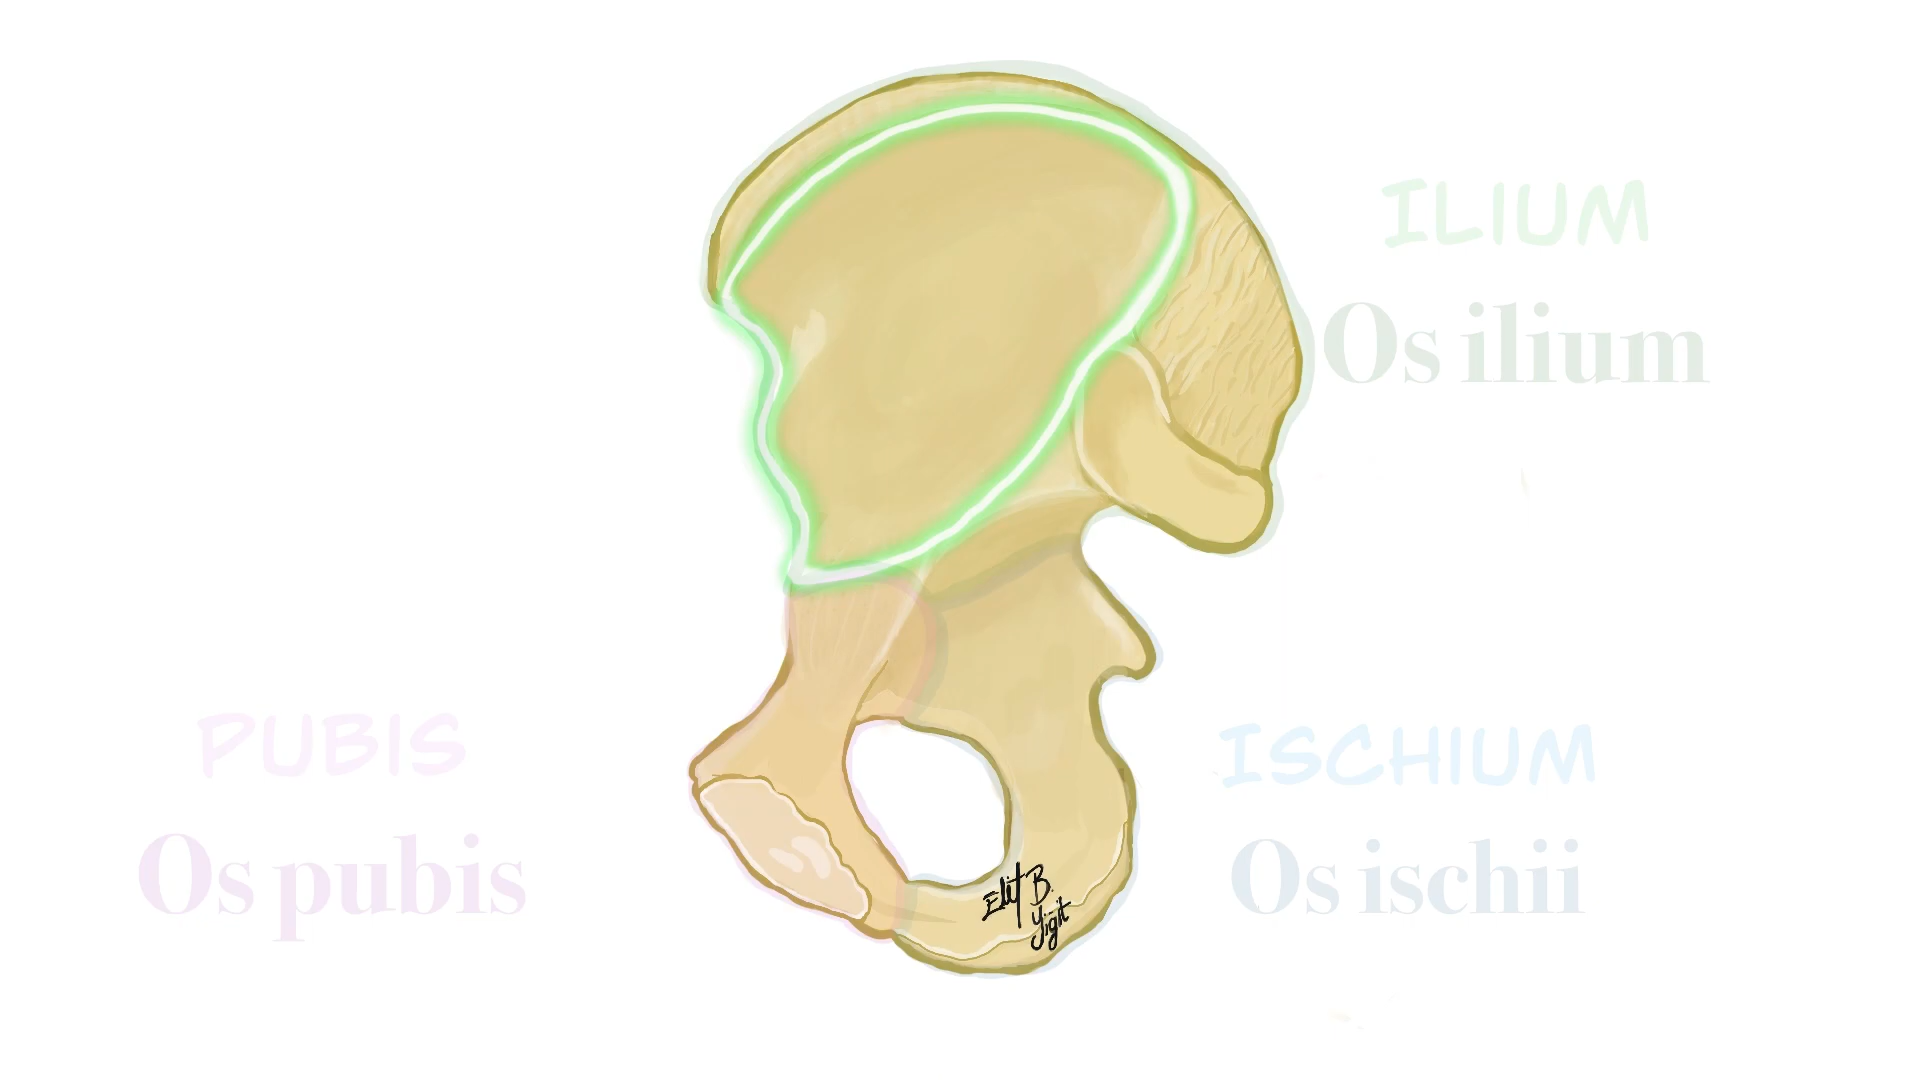 ILIUM
Os ilium
PUBIS
Os pubis
ISCHIUM
Os ischii
Elif B.
Yigit